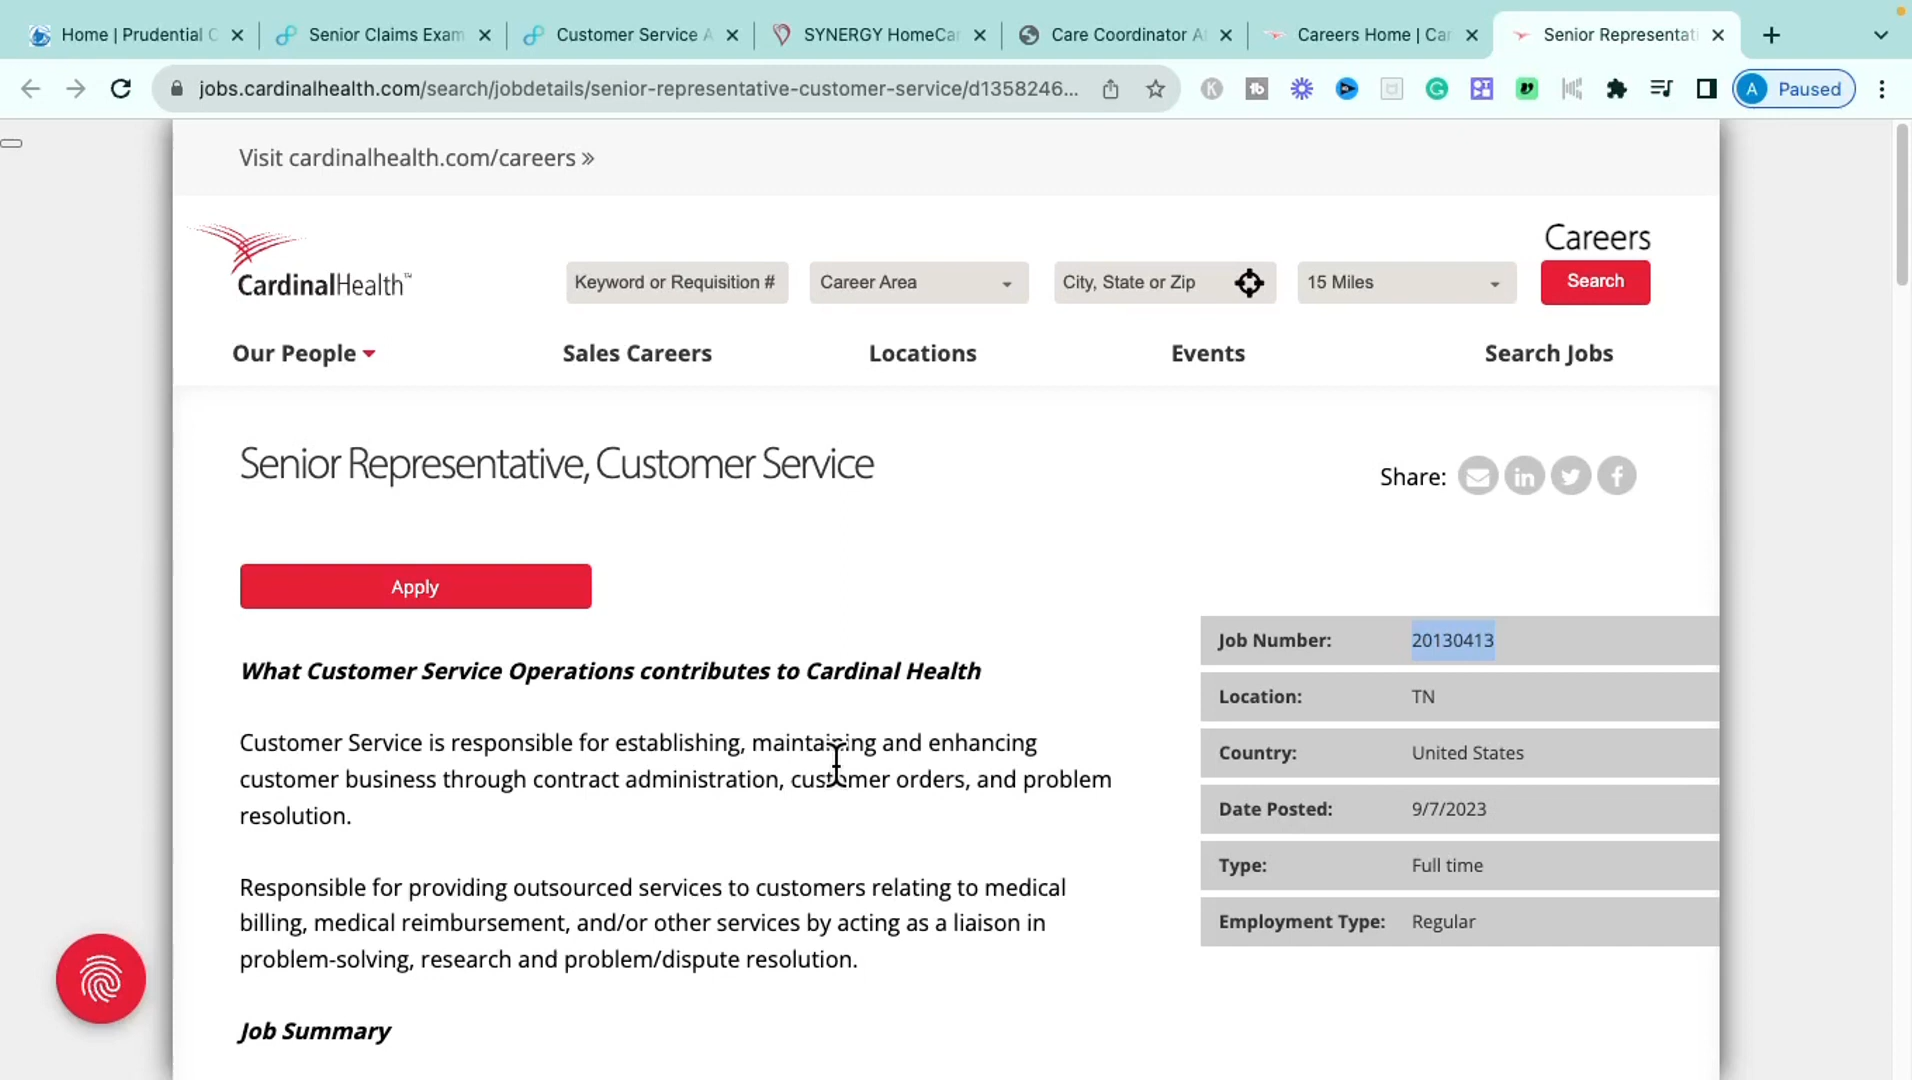 Home | Prudential C
Senior Claims Exam
Customer Service A
SYNERGY HomeCar
Care Coordinator A
Careers Home | Car
Senior Representati
jobs.cardinalhealth.com/search/jobdetails/senior-representative-customer-service/d1358246...
A Paused
Visit cardinalhealth.com/careers »
CardinalHealth™
Careers
Keyword or Requisition #
Career Area
City, State or Zip
15 Miles
Search
Our People
Sales Careers
Locations
Events
Search Jobs
Senior Representative, Customer Service
Share:
Apply
What Customer Service Operations contributes to Cardinal Health
Customer Service is responsible for establishing, maintaining and enhancing
customer business through contract administration, customer orders, and problem
resolution.
Responsible for providing outsourced services to customers relating to medical
billing, medical reimbursement, and/or other services by acting as a liaison in
problem-solving, research and problem/dispute resolution.
Job Summary
Job Number: 20130413
Location: TN
Country: United States
Date Posted: 9/7/2023
Type: Full time
Employment Type: Regular